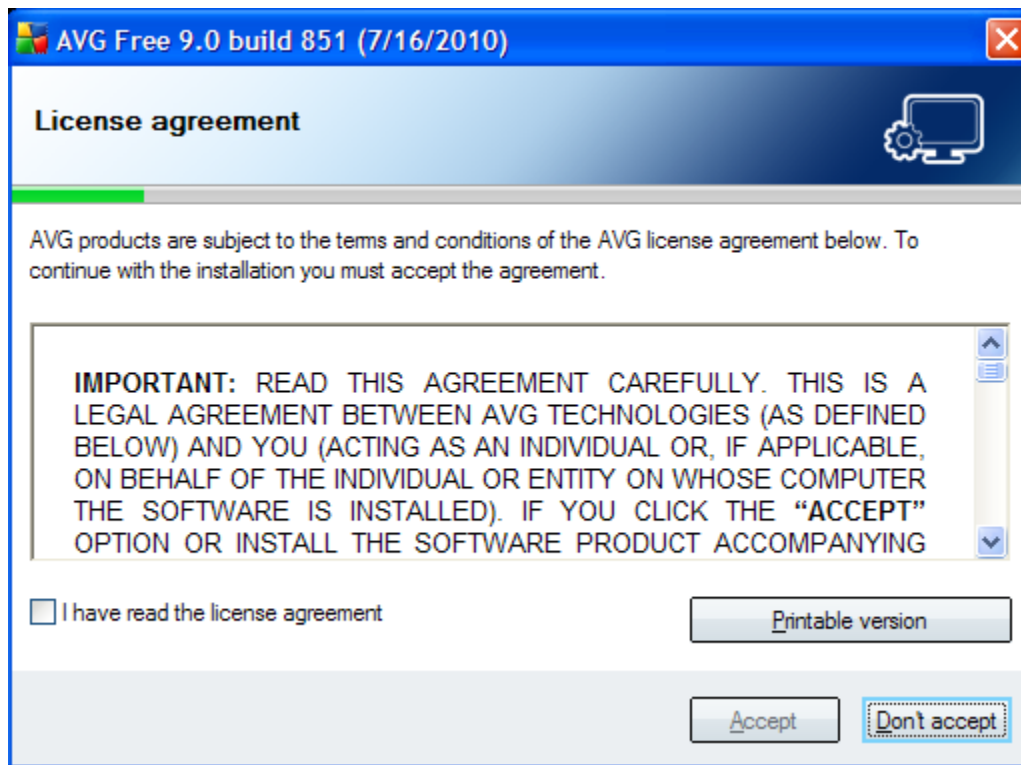 AVG Free 9.0 build 851 (7/16/2010)
License agreement
AVG products are subject to the terms and conditions of the AVG license agreement below. To
continue with the installation you must accept the agreement.
IMPORTANT: READ THIS AGREEMENT CAREFULLY. THIS IS A
LEGAL AGREEMENT BETWEEN AVG TECHNOLOGIES (AS DEFINED
BELOW) AND YOU (ACTING AS AN INDIVIDUAL OR, IF APPLICABLE,
ON BEHALF OF THE INDIVIDUAL OR ENTITY ON WHOSE COMPUTER
THE SOFTWARE IS INSTALLED). IF YOU CLICK THE “ACCEPT”
OPTION OR INSTALL THE SOFTWARE PRODUCT ACCOMPANYING
I have read the license agreement
Printable version
Accept
Don't accept